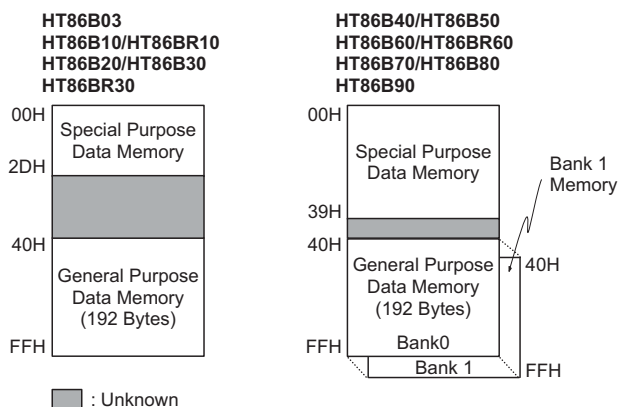 HT86B03
HT86B10/HT86BR10
HT86B20/HT86B30
HT86BR30
00H
Special Purpose
Data Memory
2DH
40H
General Purpose
Data Memory
(192 Bytes)
FFH
: Unknown
HT86B40/HT86B50
HT86B60/HT86BR60
HT86B70/HT86B80
HT86B90
00H
Special Purpose
Data Memory
Bank 1
Memory
39H
40H
General Purpose
Data Memory
(192 Bytes)
40H
FFH
Bank0
Bank 1
FFH